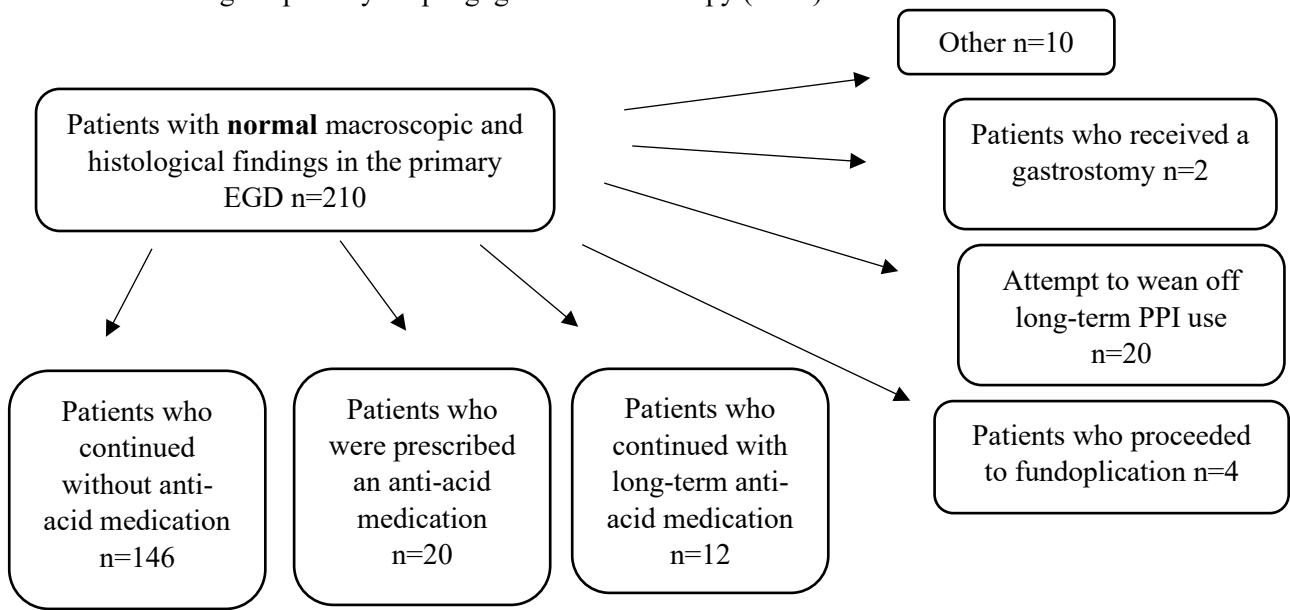 Other n=10
Patients with normal macroscopic and
histological findings in the primary
EGD n=210
Patients who received a
gastrostomy n=2
Attempt to wean off
long-term PPI use
n=20
Patients who proceeded
to fundoplication n=4
Patients who
continued
without anti-
acid medication
n=146
Patients who
were prescribed
an anti-acid
medication
n=20
Patients who
continued with
long-term anti-
acid medication
n=12